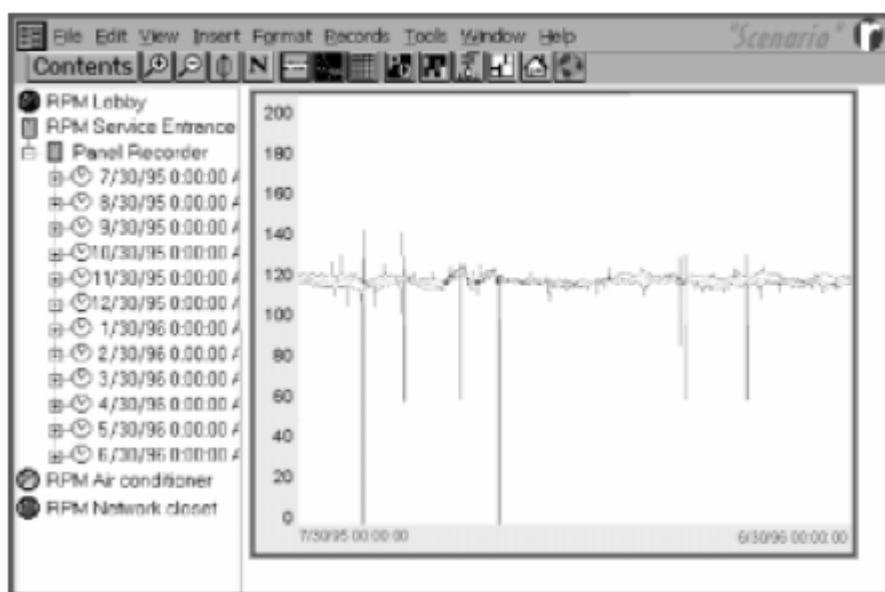 File Edit View Insert Format Records Tools Window Help
"Scenario"
Contents
N
RPM Lobby
RPM Service Entrance
Panel Recorder
7/30/95 0:00:00 A
8/30/95 0:00:00 A
9/30/95 0:00:00 A
10/30/95 0:00:00 A
11/30/95 0:00:00 A
12/30/95 0:00:00 A
1/30/96 0:00:00 A
2/30/96 0:00:00 A
3/30/96 0:00:00 A
4/30/96 0:00:00 A
5/30/96 0:00:00 A
6/30/96 0:00:00 A
RPM Air conditioner
RPM Network closet
200
180
160
140
120
100
80
60
40
20
0
7/30/95 00:00:00
6/30/96 00:00:00